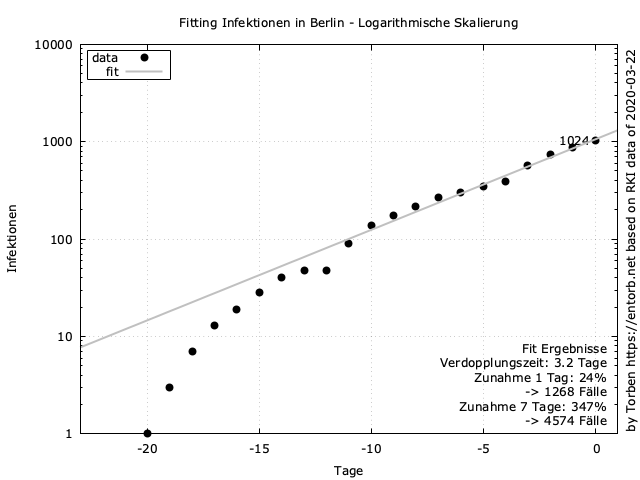 Fitting Infektionen in Berlin - Logarithmische Skalierung
10000
1000
100
10
1
Infektionen
data
fit
1024
Fit Ergebnisse
Verdopplungszeit: 3.2 Tage
Zunahme 1 Tag: 24%
-> 1268 Fälle
Zunahme 7 Tage: 347%
-> 4574 Fälle
-20
-15
-10
-5
0
Tage
by Torben https://entorb.net based on RKI data of 2020-03-22